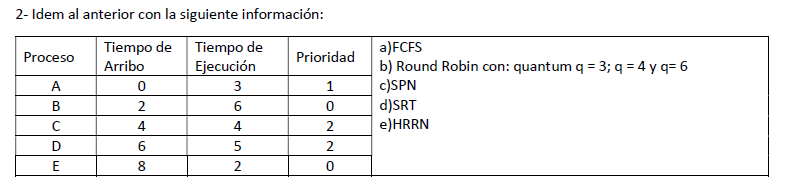 2- Idem al anterior con la siguiente información:
Proceso Tiempo de Arribo Tiempo de Ejecución Prioridad
A 0 3 1
B 2 6 0
C 4 4 2
D 6 5 2
E 8 2 0
a)FCFS
b) Round Robin con: quantum q = 3; q = 4 y q= 6
c)SPN
d)SRT
e)HRRN